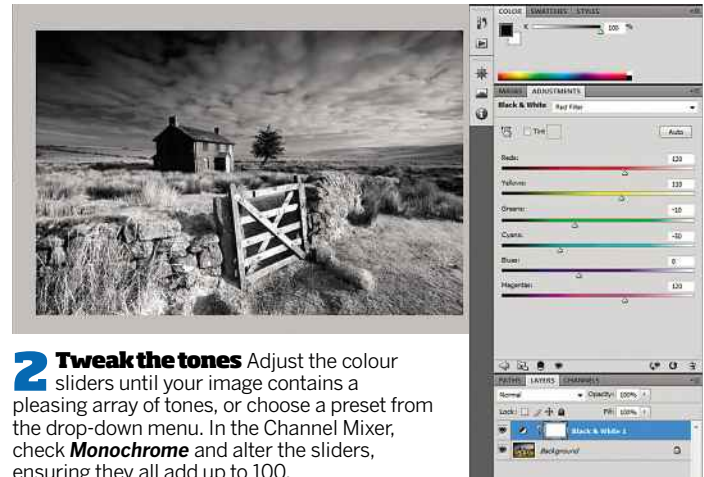 COLOR SWATCHES STYLES
K 100 %
MASKS ADJUSTMENTS
Black & White Red Filter
Tint Auto
Reds: 120
Yellows: 110
Greens: -10
Cyans: -50
Blues: 0
Magentas: 120
PATHS LAYERS CHANNELS
Normal Opacity: 100%
Lock: Fill: 100%
Black & White 1
Background
2 Tweak the tones Adjust the colour
sliders until your image contains a
pleasing array of tones, or choose a preset from
the drop-down menu. In the Channel Mixer,
check Monochrome and alter the sliders,
ensuring they all add up to 100.